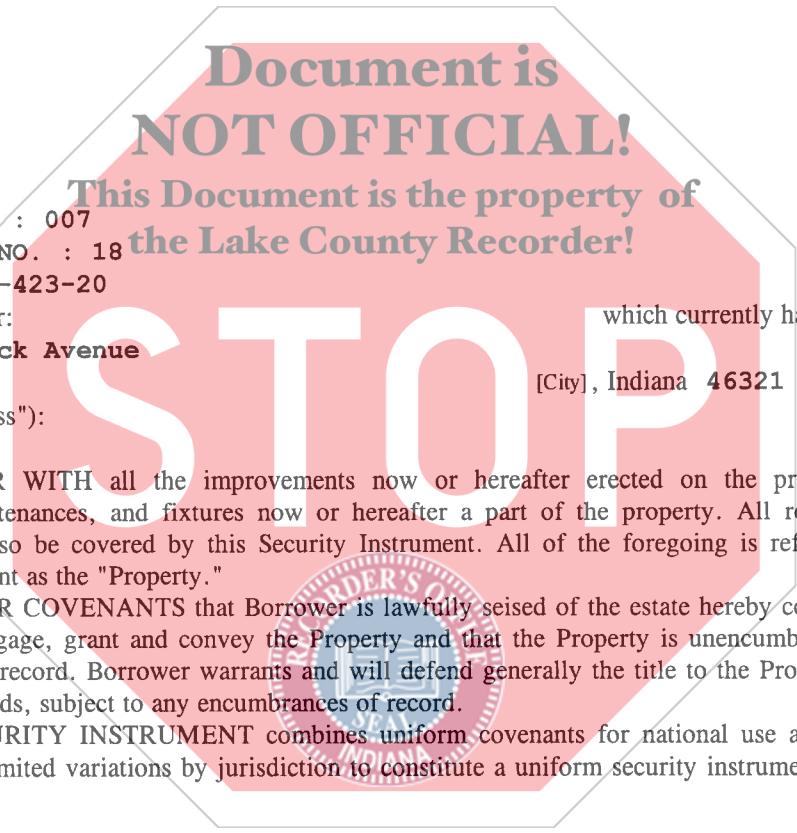 Document is
NOT OFFICIAL!
This Document is the property of
the Lake County Recorder!
: 007
NO. : 18
-423-20
r:
which currently ha
ck Avenue
[City], Indiana 46321
ss"):
STOP
R WITH all the improvements now or hereafter erected on the pr
tenances, and fixtures now or hereafter a part of the property. All r
so be covered by this Security Instrument. All of the foregoing is ref
nt as the "Property."
R COVENANTS that Borrower is lawfully seised of the estate hereby c
gage, grant and convey the Property and that the Property is unencumb
record. Borrower warrants and will defend generally the title to the Pro
ds, subject to any encumbrances of record.
URITY INSTRUMENT combines uniform covenants for national use a
mited variations by jurisdiction to constitute a uniform security instrume
RECORDER'S OFFICE
SEAL
INDIANA